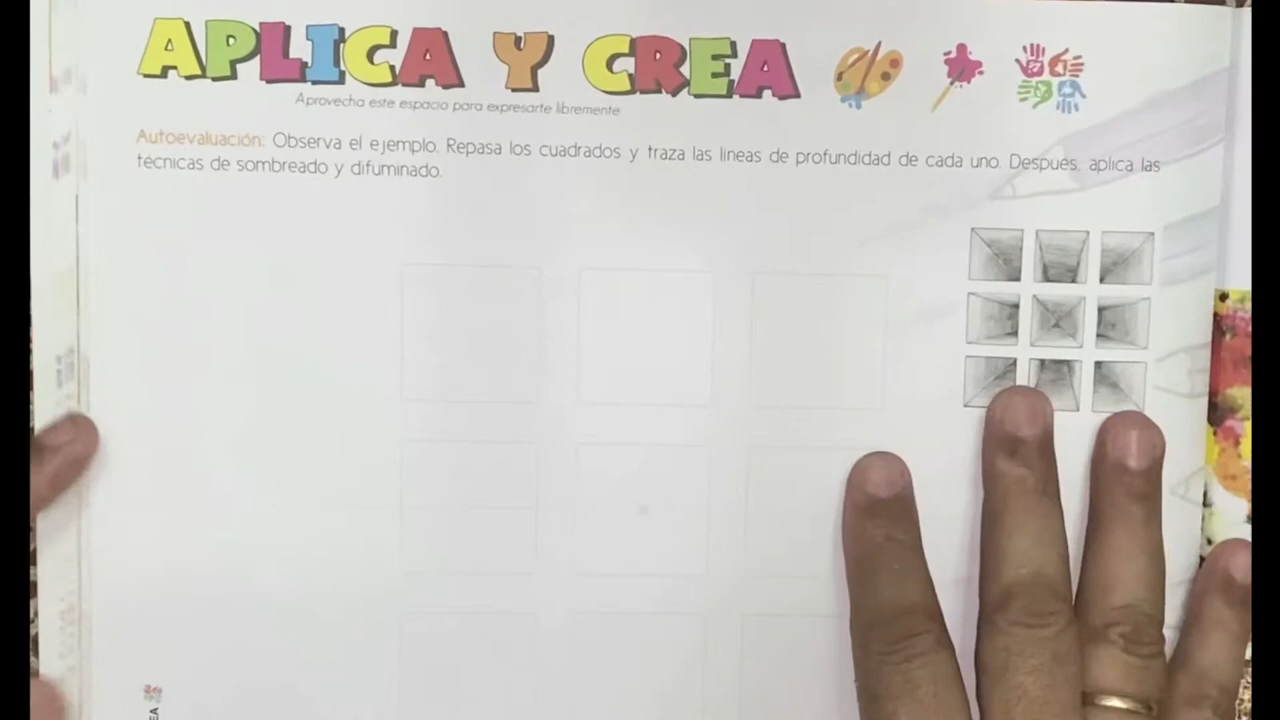 APLICA Y CREA
Aprovecha este espacio para expresarte libremente
Autoevaluación: Observa el ejemplo. Repasa los cuadrados y traza las líneas de profundidad de cada uno. Después, aplica las
técnicas de sombreado y difuminado.
EA